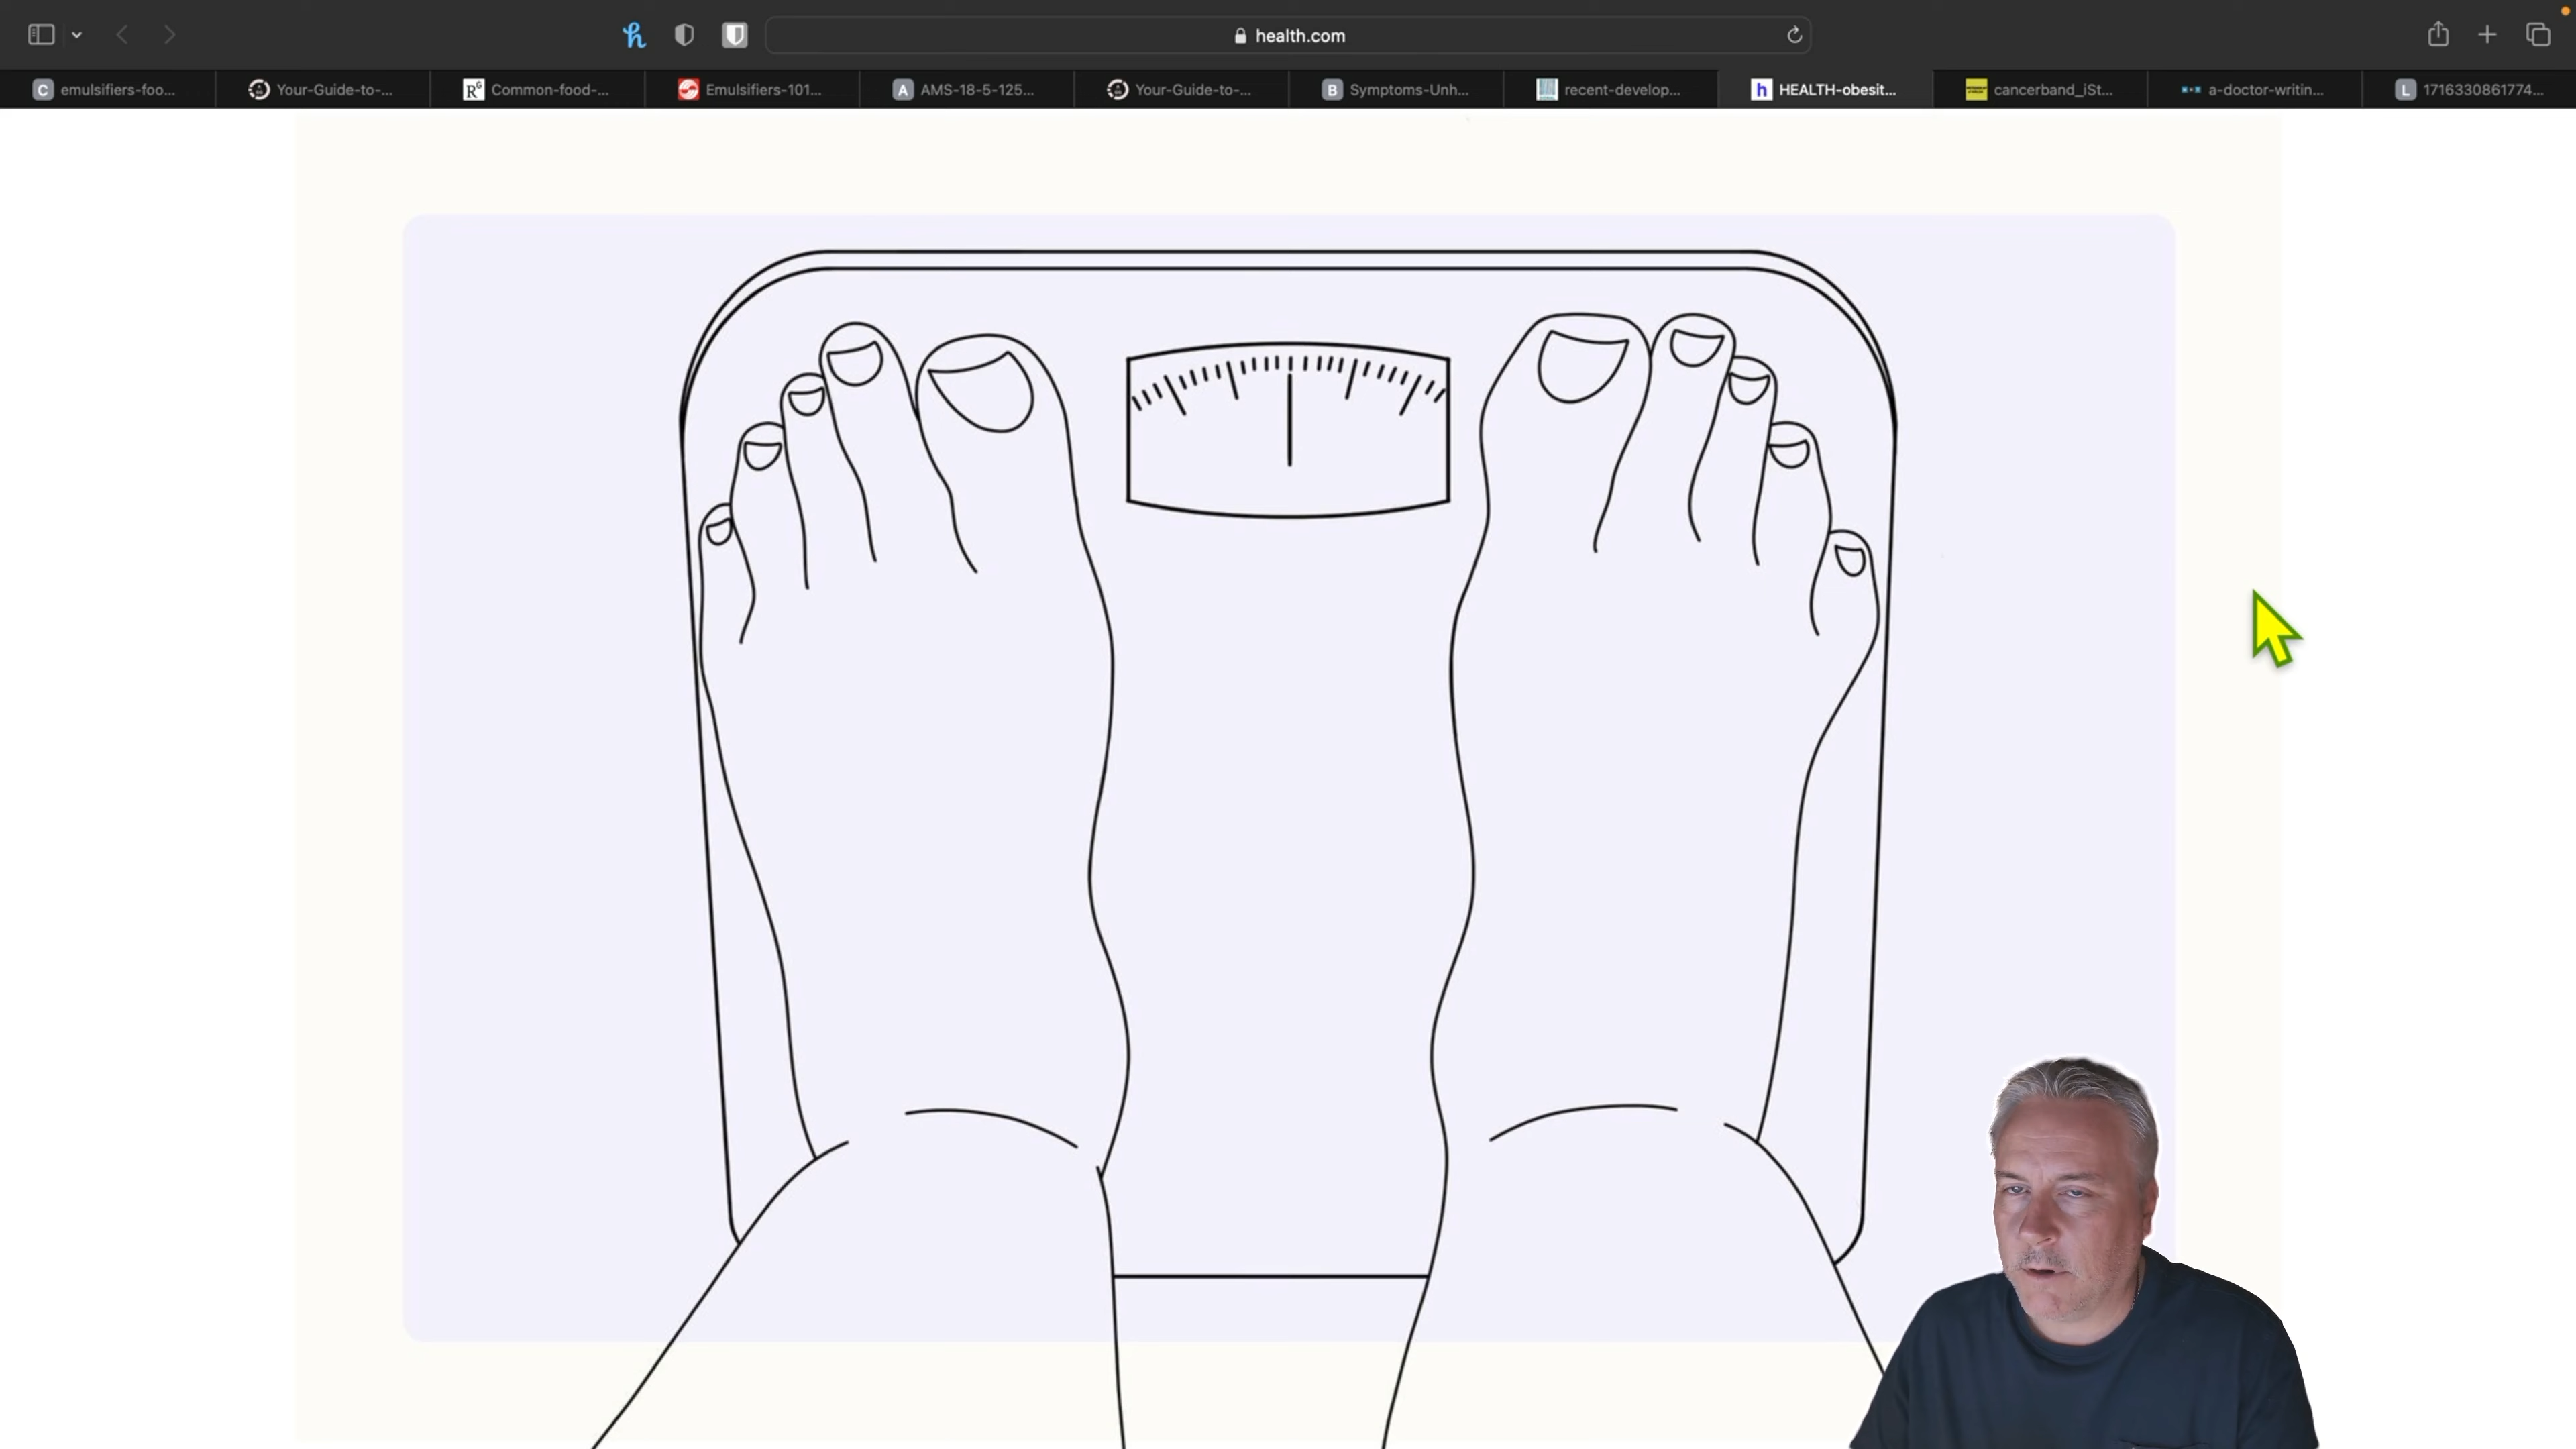 health.com
C emulsifiers-foo...
Your-Guide-to-...
RG Common-food-...
Emulsifiers-101...
A AMS-18-5-125...
Your-Guide-to-...
B Symptoms-Unh...
recent-develop...
h HEALTH-obesit...
cancerband_iSt...
a-doctor-writin...
L 1716330861774...